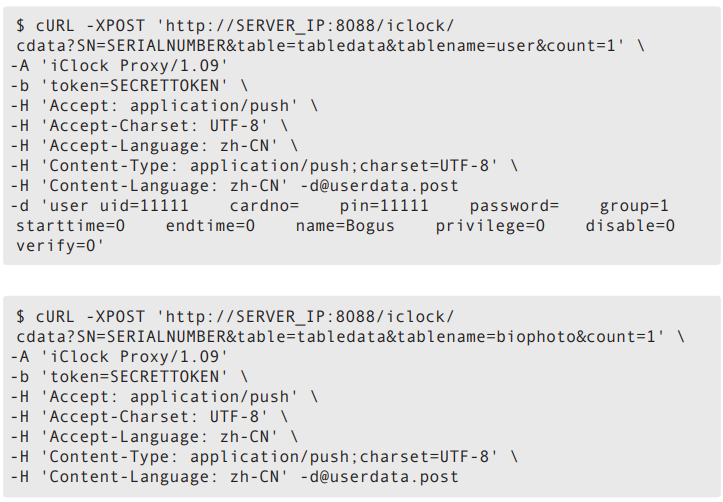 $ cURL -XPOST 'http://SERVER_IP:8088/iclock/
cdata?SN=SERIALNUMBER&table=tabledata&tablename=user&count=1' \
-A 'iClock Proxy/1.09'
-b 'token=SECRETTOKEN' \
-H 'Accept: application/push' \
-H 'Accept-Charset: UTF-8' \
-H 'Accept-Language: zh-CN' \
-H 'Content-Type: application/push;charset=UTF-8' \
-H 'Content-Language: zh-CN' -d@userdata.post
-d 'user uid=11111    cardno=    pin=11111    password=    group=1
starttime=0    endtime=0    name=Bogus    privilege=0    disable=0
verify=0'
$ cURL -XPOST 'http://SERVER_IP:8088/iclock/
cdata?SN=SERIALNUMBER&table=tabledata&tablename=biophoto&count=1' \
-A 'iClock Proxy/1.09'
-b 'token=SECRETTOKEN' \
-H 'Accept: application/push' \
-H 'Accept-Charset: UTF-8' \
-H 'Accept-Language: zh-CN' \
-H 'Content-Type: application/push;charset=UTF-8' \
-H 'Content-Language: zh-CN' -d@userdata.post